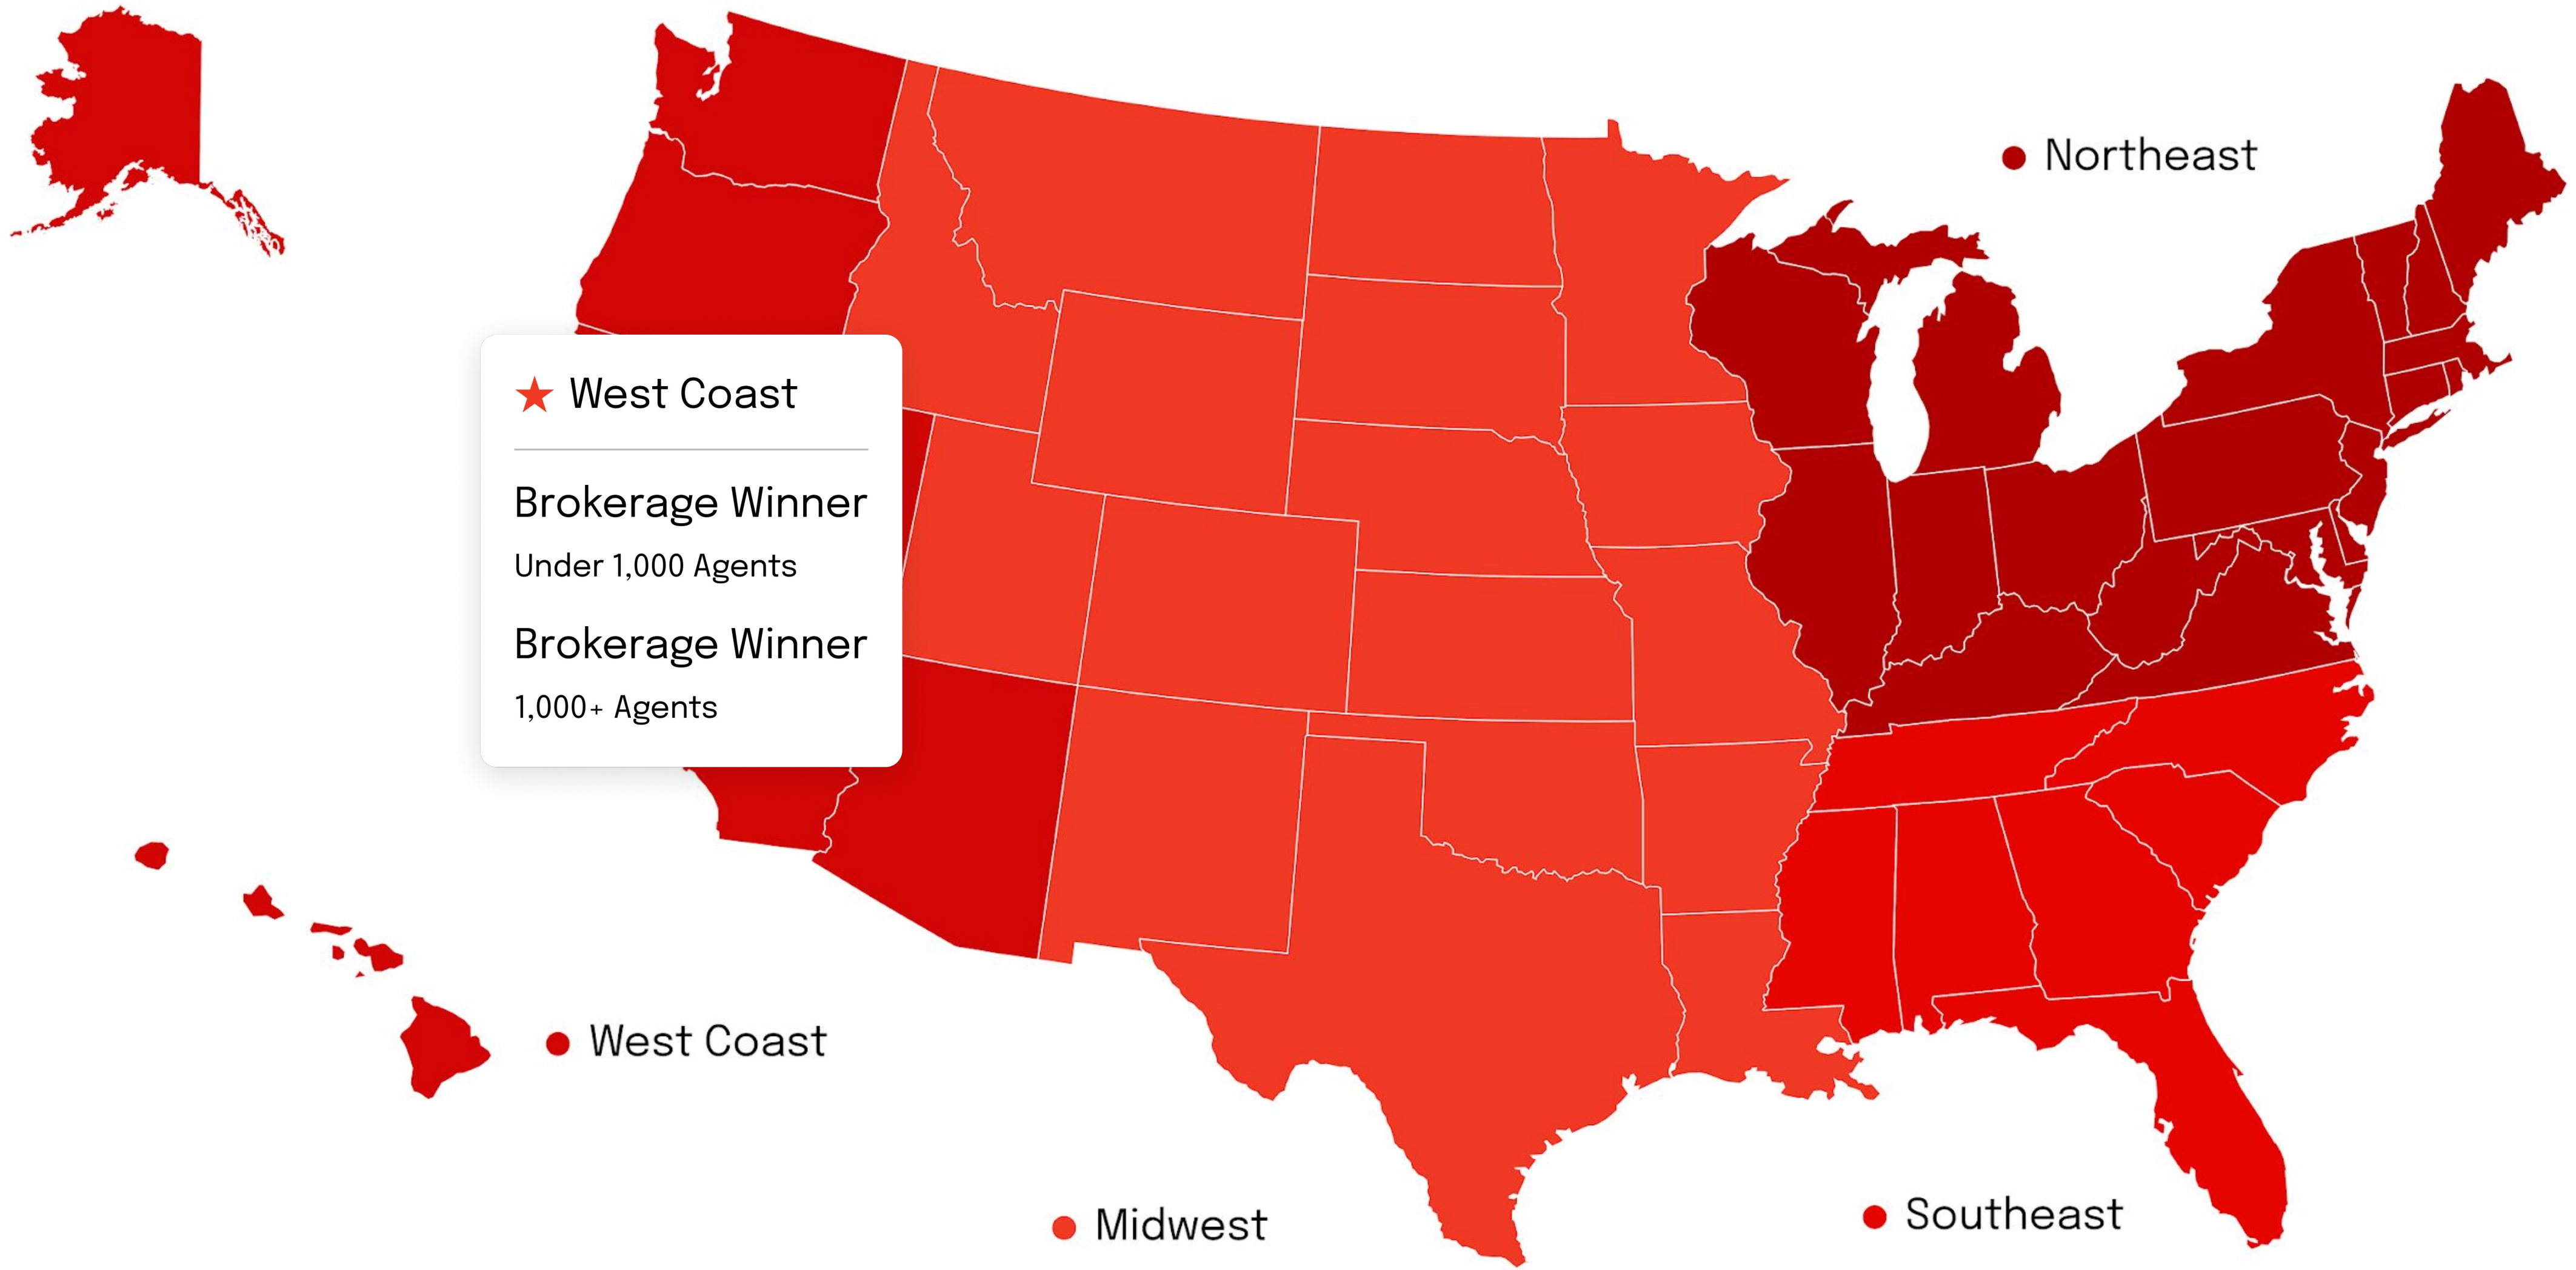 Northeast
West Coast
Brokerage Winner
Under 1,000 Agents
Brokerage Winner
1,000+ Agents
West Coast
Midwest
Southeast